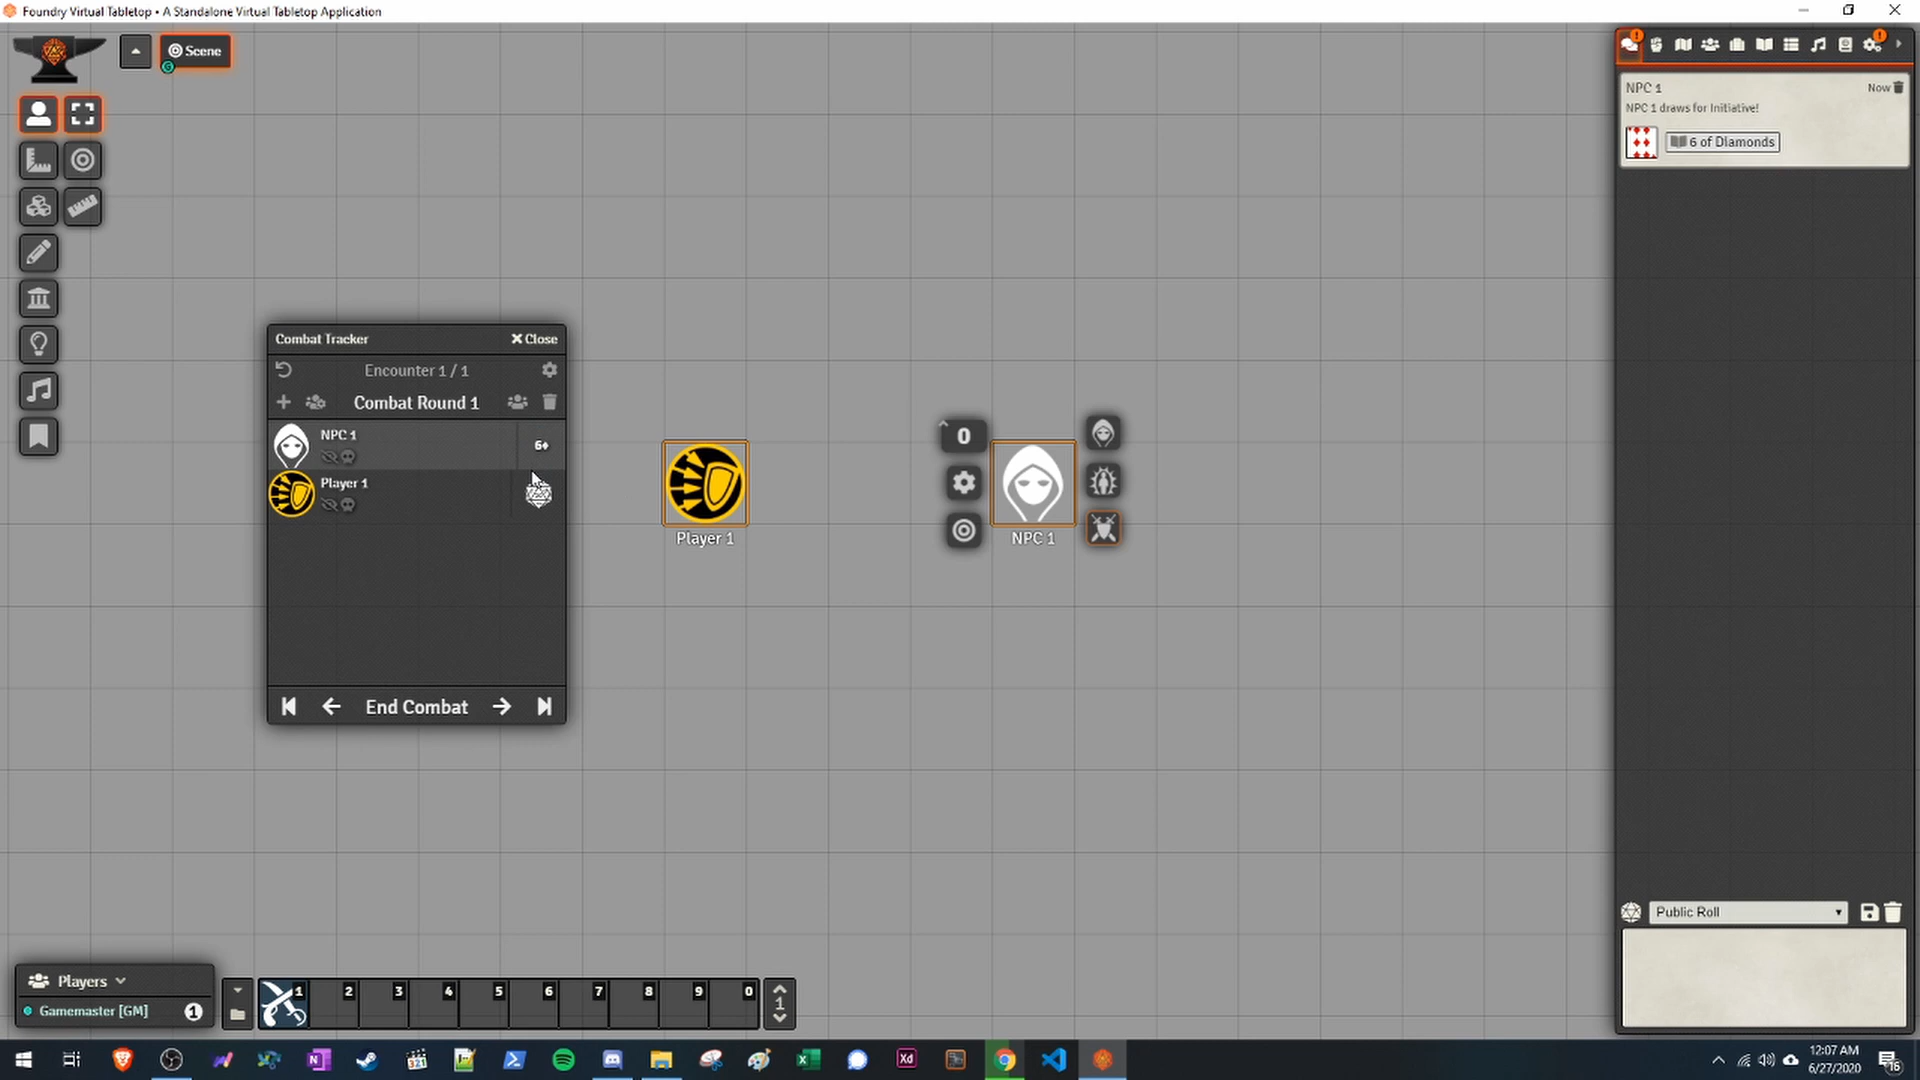 Foundry Virtual Tabletop • A Standalone Virtual Tabletop Application
Scene
G
NPC 1
Now
NPC 1 draws for Initiative!
6 of Diamonds
Combat Tracker
Close
Encounter 1 / 1
Combat Round 1
NPC 1
6♦
Player 1
End Combat
Player 1
0
NPC 1
Public Roll
Players
Gamemaster [GM]
1
1 2 3 4 5 6 7 8 9 0
1
321
Xd
12:07 AM
6/27/2020
16